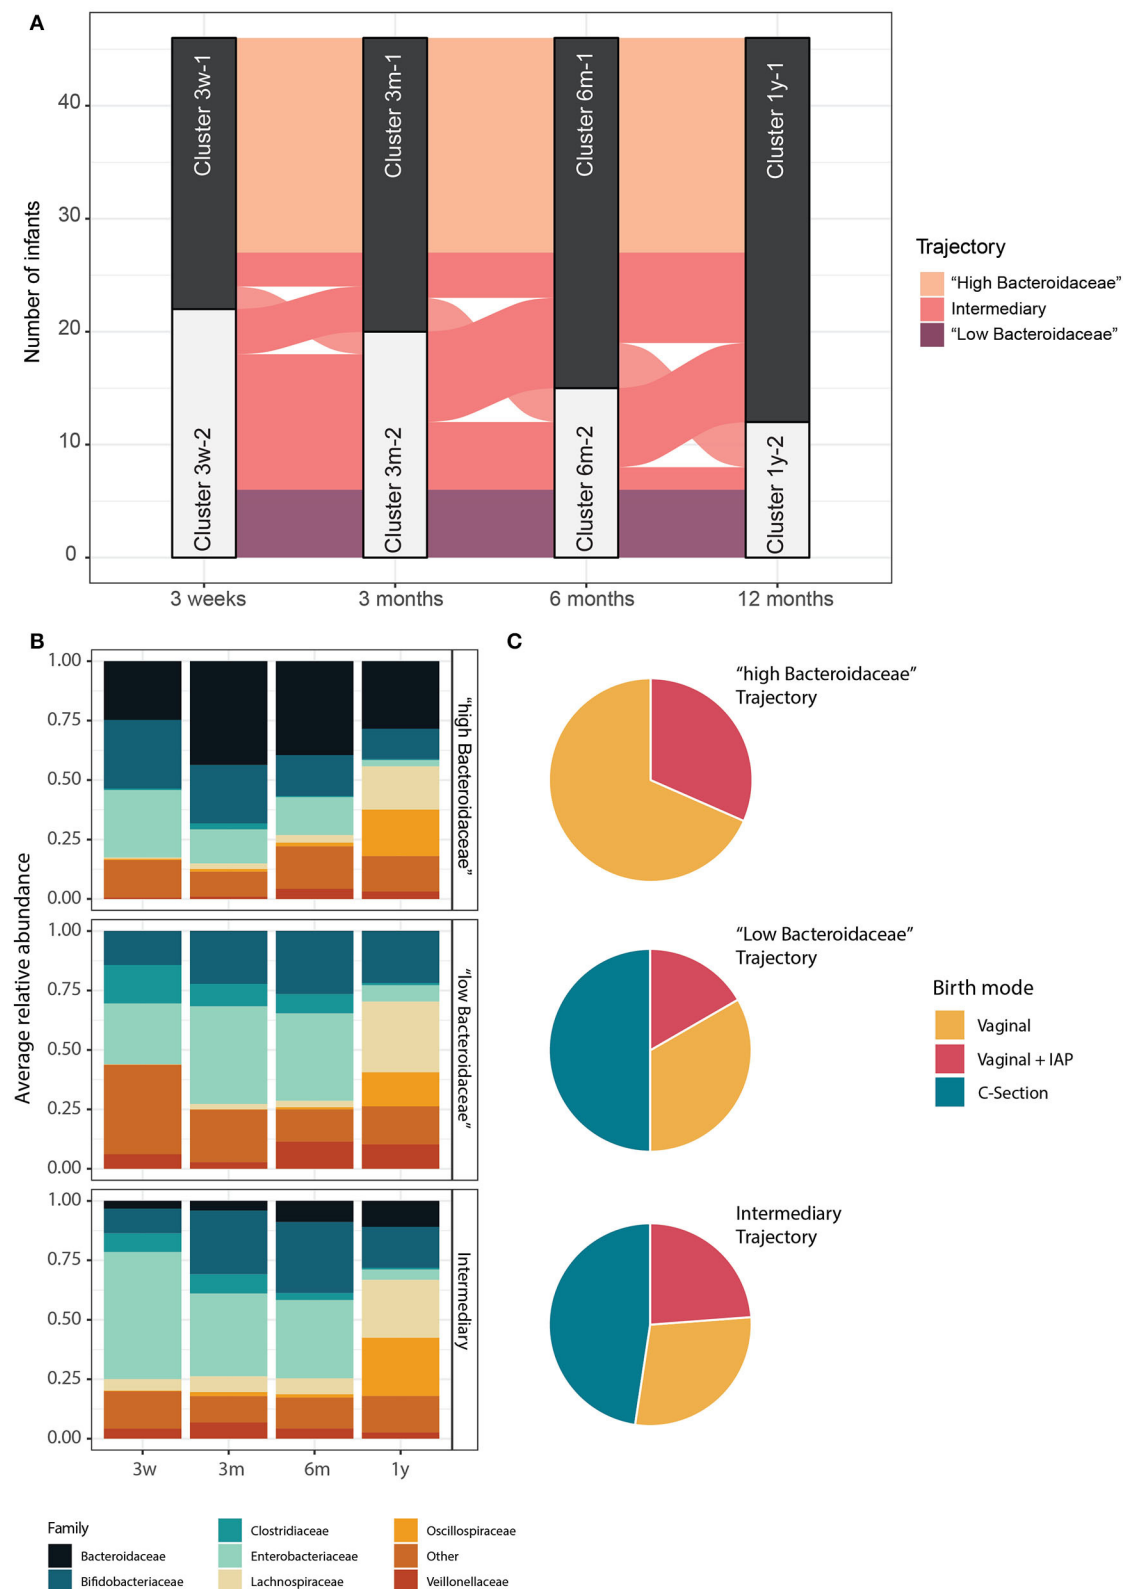 A
Number of infants
40
30
20
10
0
Cluster 3w-1
Cluster 3m-1
Cluster 6m-1
Cluster 1y-1
Cluster 3w-2
Cluster 3m-2
Cluster 6m-2
Cluster 1y-2
3 weeks
3 months
6 months
12 months
Trajectory
“High Bacteroidaceae”
Intermediary
“Low Bacteroidaceae”
B
Average relative abundance
1.00
0.75
0.50
0.25
0.00
“high Bacteroidaceae”
1.00
0.75
0.50
0.25
0.00
“low Bacteroidaceae”
1.00
0.75
0.50
0.25
0.00
Intermediary
3w
3m
6m
1y
Family
Bacteroidaceae
Bifidobacteriaceae
Clostridiaceae
Enterobacteriaceae
Lachnospiraceae
Oscillospiraceae
Other
Veillonellaceae
C
“high Bacteroidaceae”
Trajectory
“Low Bacteroidaceae”
Trajectory
Intermediary
Trajectory
Birth mode
Vaginal
Vaginal + IAP
C-Section